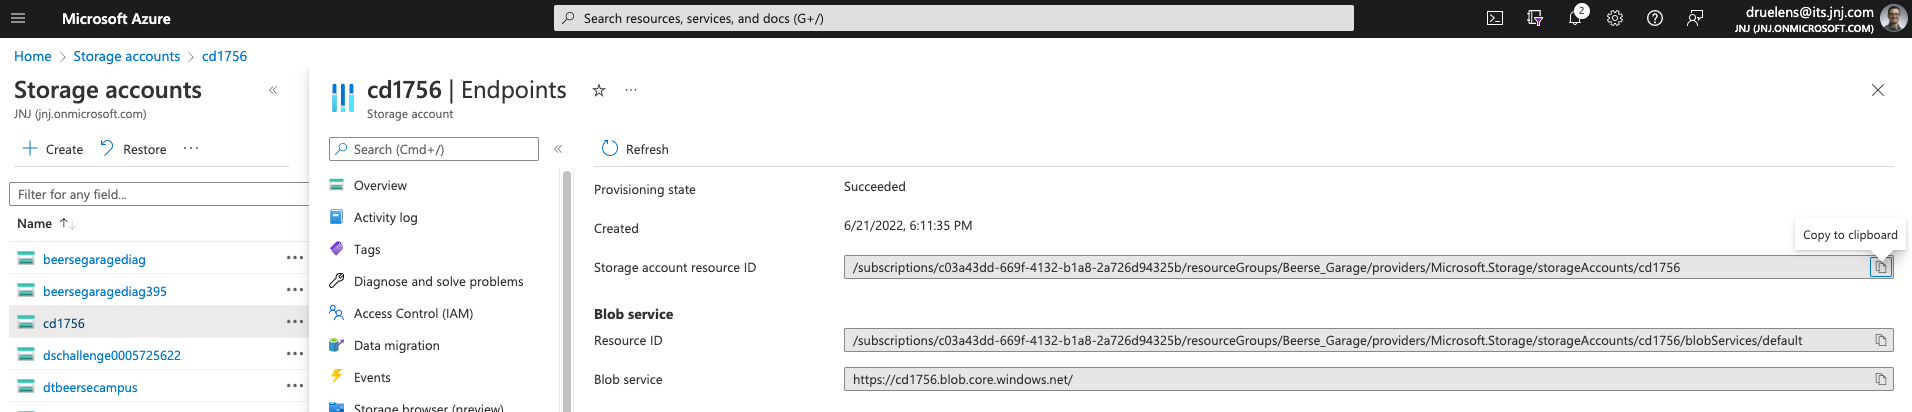 Microsoft Azure
Search resources, services, and docs (G+/)
2
druelens@its.jnj.com
JNJ (JNJ.ONMICROSOFT.COM)
Home > Storage accounts > cd1756
Storage accounts «
JNJ (jnj.onmicrosoft.com)
+ Create Restore ...
Filter for any field...
Name ↑↓
beersegaragediag ...
beersegaragediag395 ...
cd1756 ...
dschallenge0005725622 ...
dtbeersecampus ...
cd1756 | Endpoints ☆ ...
Storage account
Search (Cmd+/) «
Overview
Activity log
Tags
Diagnose and solve problems
Access Control (IAM)
Data migration
Events
Storage browser (preview)
Refresh
Provisioning state Succeeded
Created 6/21/2022, 6:11:35 PM
Copy to clipboard
Storage account resource ID /subscriptions/c03a43dd-669f-4132-b1a8-2a726d94325b/resourceGroups/Beerse_Garage/providers/Microsoft.Storage/storageAccounts/cd1756
Blob service
Resource ID /subscriptions/c03a43dd-669f-4132-b1a8-2a726d94325b/resourceGroups/Beerse_Garage/providers/Microsoft.Storage/storageAccounts/cd1756/blobServices/default
Blob service https://cd1756.blob.core.windows.net/